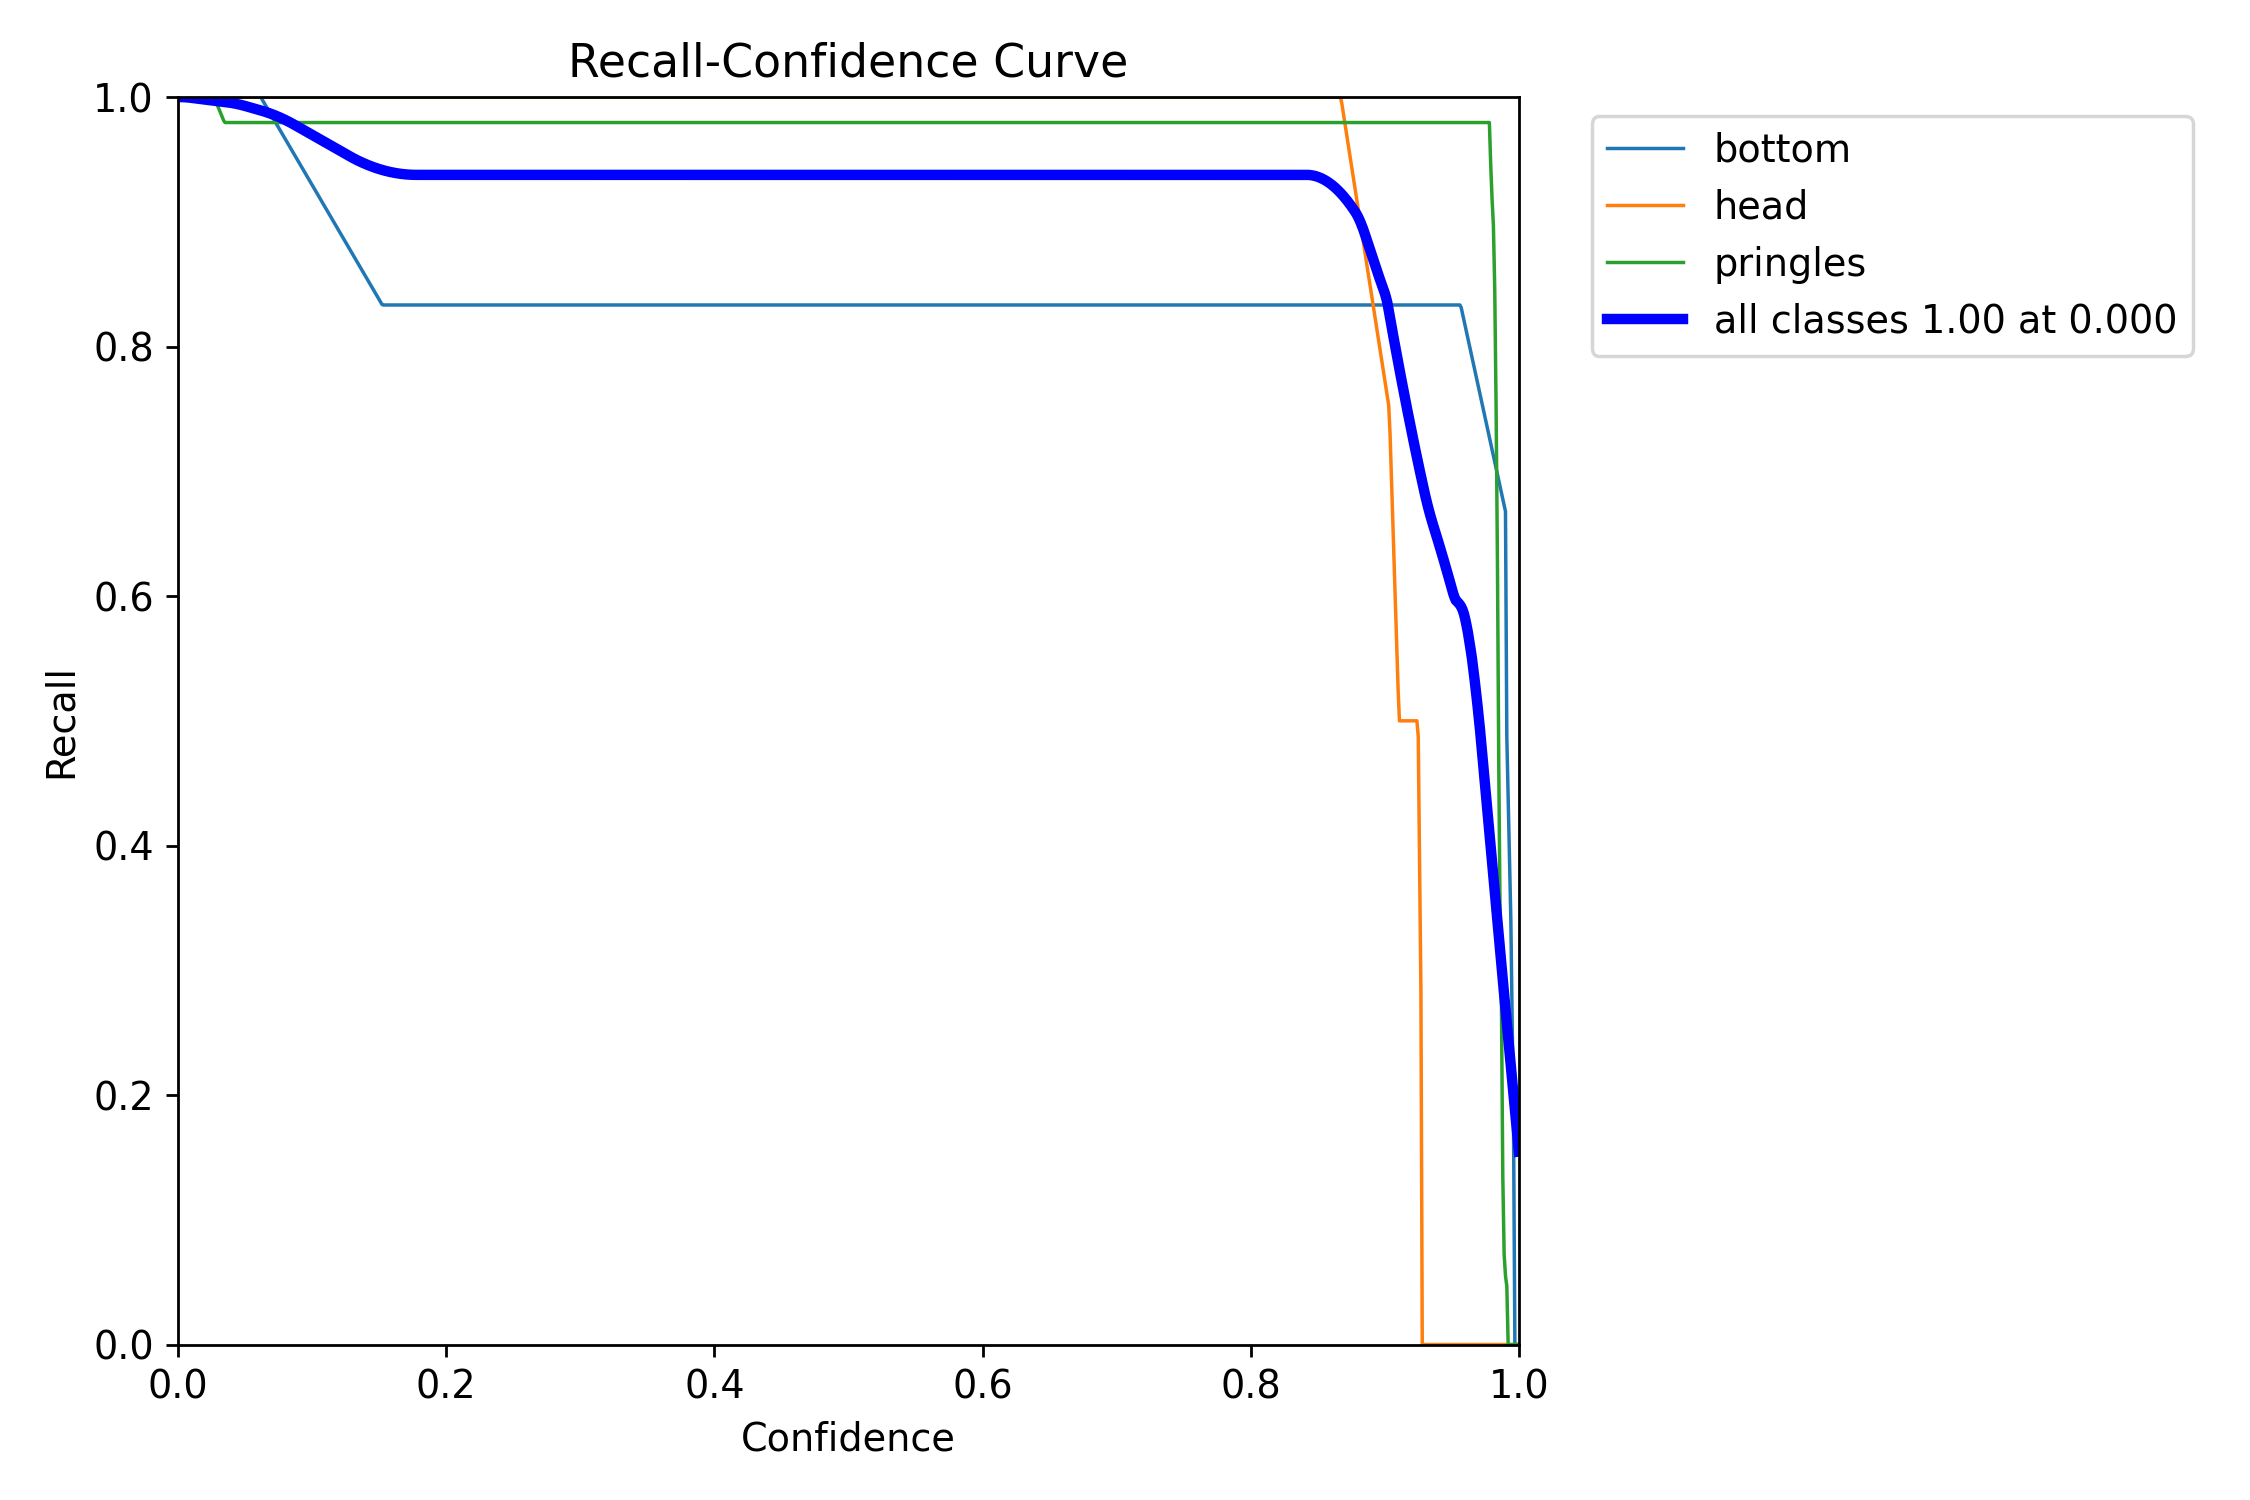 Recall-Confidence Curve
1.0
0.8
0.6
0.4
0.2
0.0
Recall
0.0 0.2 0.4 0.6 0.8 1.0
Confidence
bottom
head
pringles
all classes 1.00 at 0.000